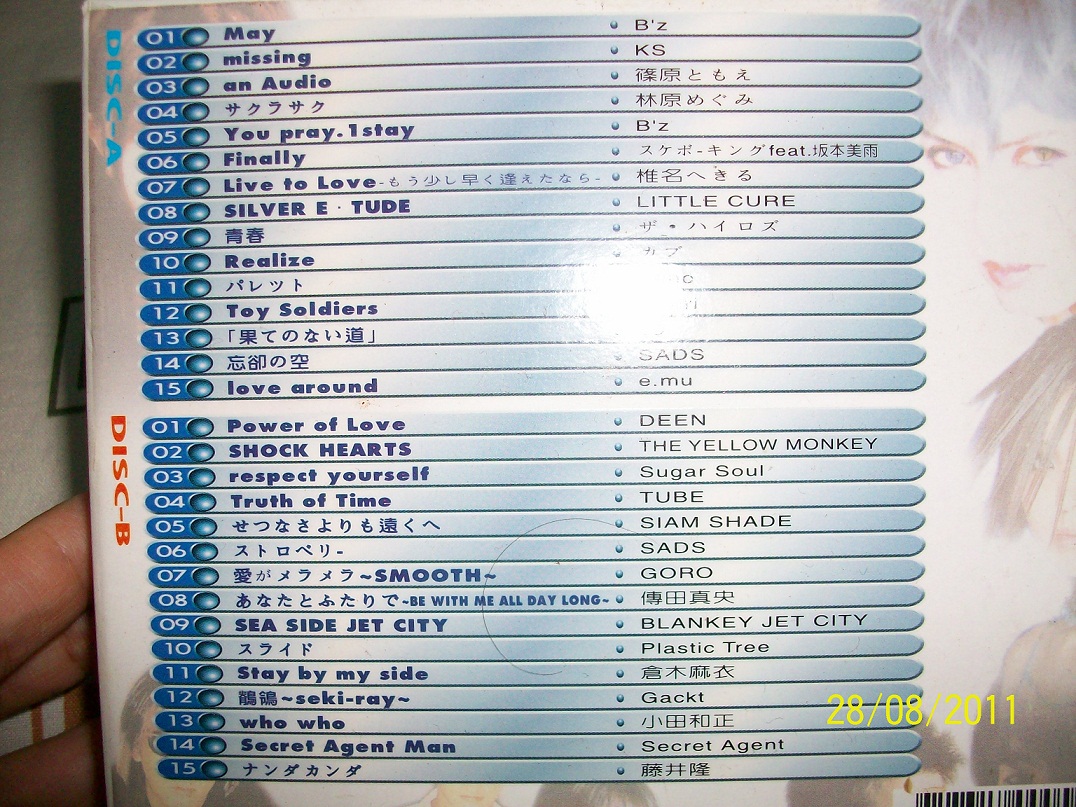 DISC-A
01 May B'z
02 missing KS
03 an Audio 篠原ともえ
04 サクラサク 林原めぐみ
05 You pray.1stay B'z
06 Finally スケボ-キングfeat.坂本美雨
07 Live to Love-もう少し早く逢えたなら- 椎名へきる
08 SILVER E・TUDE LITTLE CURE
09 青春 ザ・ハイロズ
10 Realize
11 パレット
12 Toy Soldiers
13 「果てのない道」
14 忘卻の空 SADS
15 love around e.mu
DISC-B
01 Power of Love DEEN
02 SHOCK HEARTS THE YELLOW MONKEY
03 respect yourself Sugar Soul
04 Truth of Time TUBE
05 せつなさよりも遠くへ SIAM SHADE
06 ストロベリ- SADS
07 愛がメラメラ~SMOOTH~ GORO
08 あなたとふたりで~BE WITH ME ALL DAY LONG~ 傳田真央
09 SEA SIDE JET CITY BLANKEY JET CITY
10 スライド Plastic Tree
11 Stay by my side 倉木麻衣
12 鶺鴒~seki-ray~ Gackt
13 who who 小田和正
14 Secret Agent Man Secret Agent
15 ナンダカンダ 藤井隆
28/08/2011